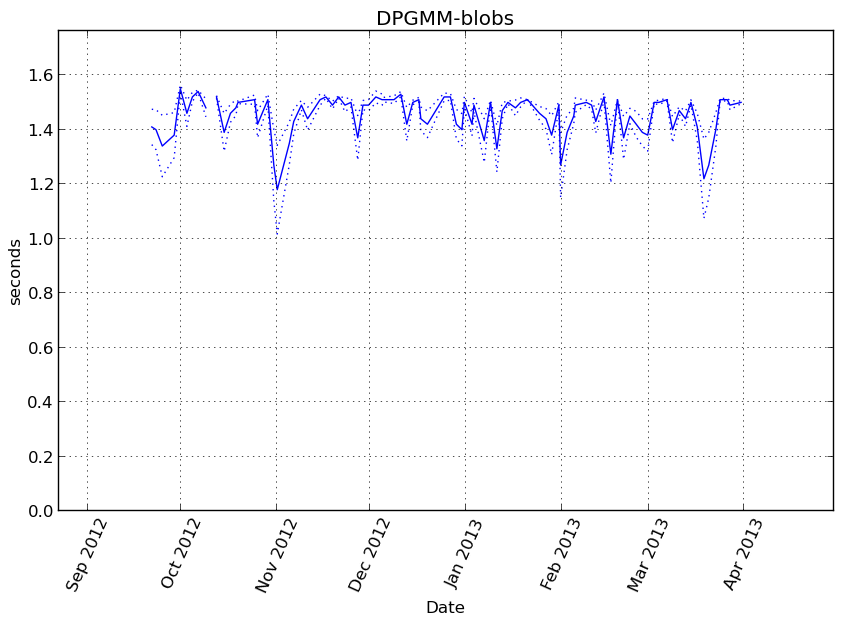 DPGMM-blobs
1.6
1.4
1.2
1.0
0.8
0.6
0.4
0.2
0.0
seconds
Sep 2012
Oct 2012
Nov 2012
Dec 2012
Jan 2013
Feb 2013
Mar 2013
Apr 2013
Date